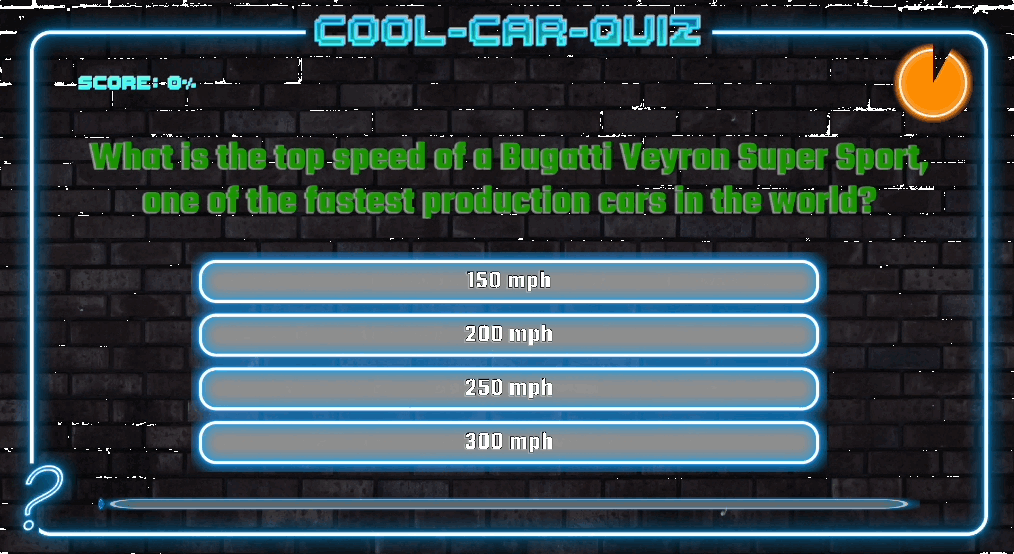 COOL-CAR-QUIZ
SCORE:-0%
What is the top speed of a Bugatti Veyron Super Sport,
one of the fastest production cars in the world?
150 mph
200 mph
250 mph
300 mph
?